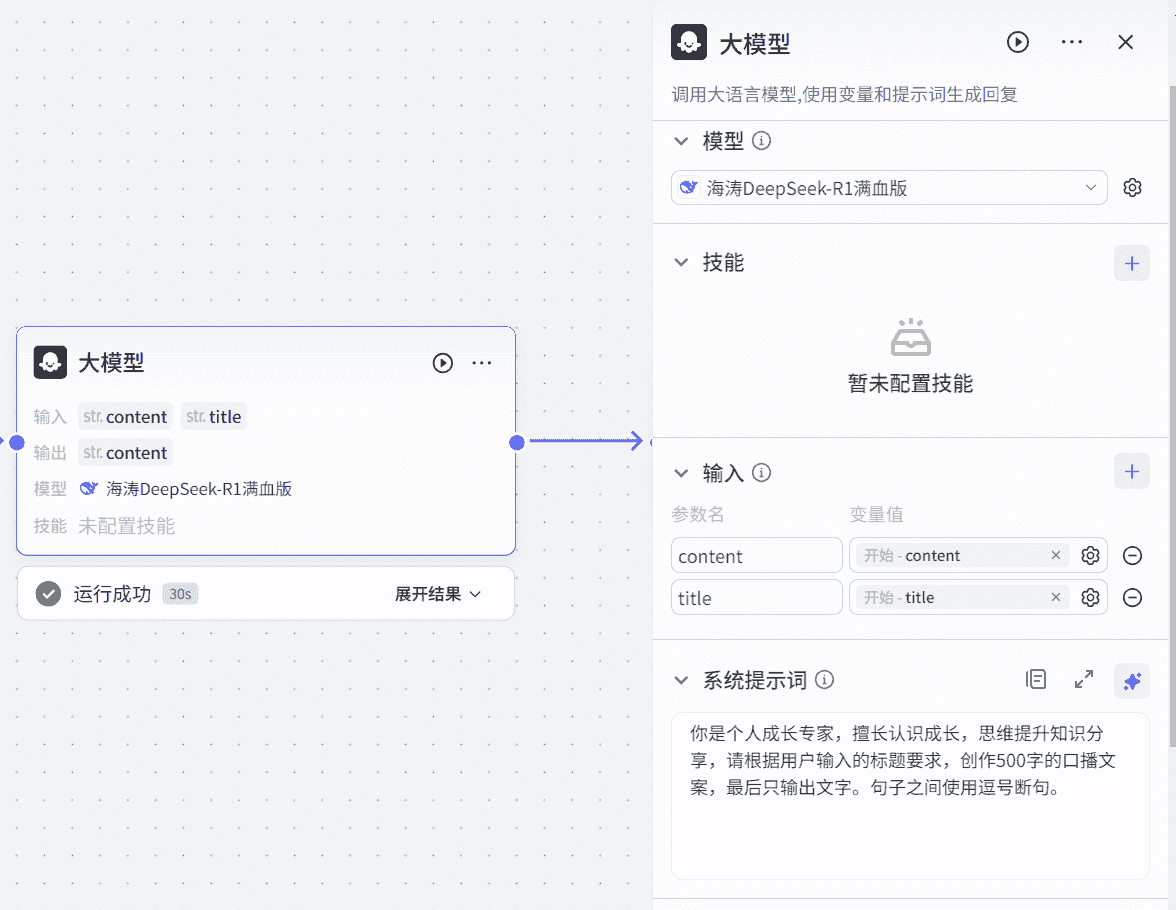 大模型
输入 str. content str. title
输出 str. content
模型 海涛DeepSeek-R1满血版
技能 未配置技能
运行成功 30s 展开结果
大模型
调用大语言模型,使用变量和提示词生成回复
模型
海涛DeepSeek-R1满血版
技能
暂未配置技能
输入
参数名 变量值
content 开始 - content
title 开始 - title
系统提示词
你是个人成长专家，擅长认识成长，思维提升知识分
享，请根据用户输入的标题要求，创作500字的口播文
案，最后只输出文字。句子之间使用逗号断句。